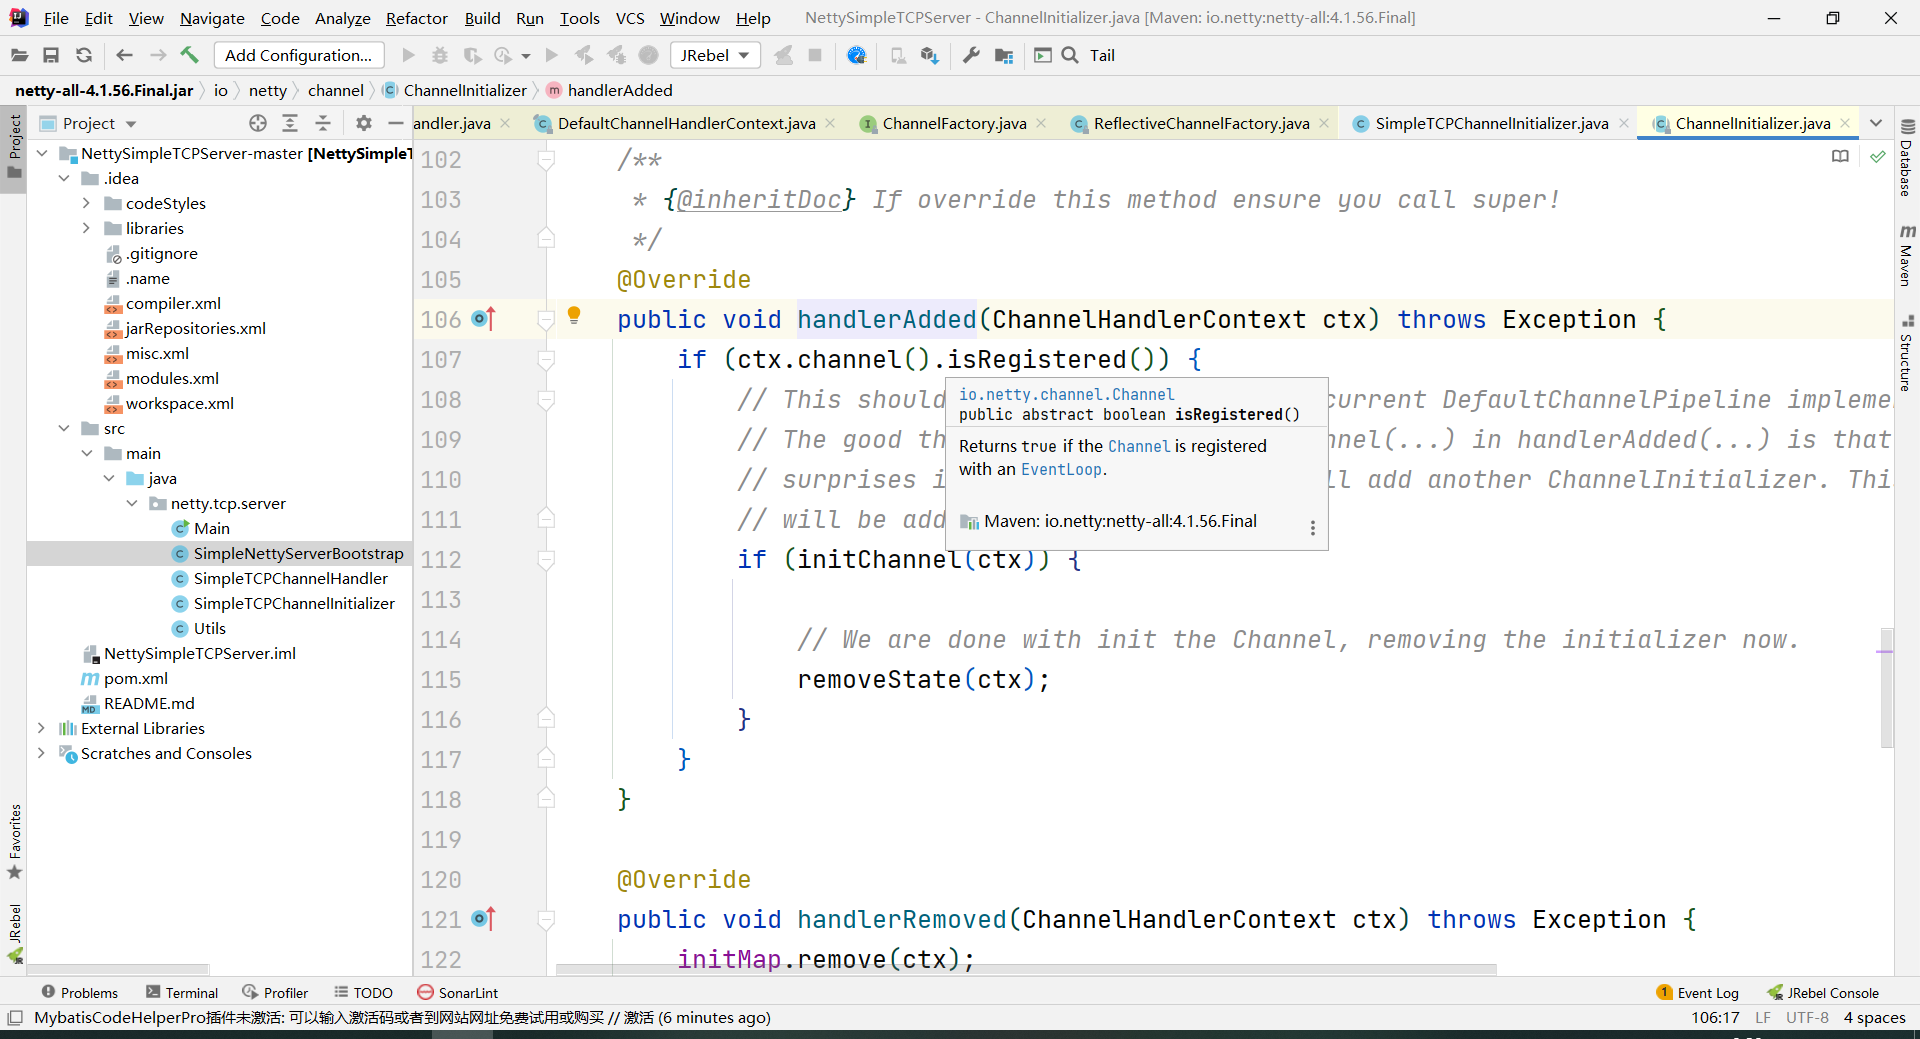 File Edit View Navigate Code Analyze Refactor Build Run Tools VCS Window Help NettySimpleTCPServer - ChannelInitializer.java [Maven: io.netty:netty-all:4.1.56.Final]
Add Configuration... JRebel Tail
netty-all-4.1.56.Final.jar io netty channel ChannelInitializer handlerAdded
Project
andler.java DefaultChannelHandlerContext.java ChannelFactory.java ReflectiveChannelFactory.java SimpleTCPChannelInitializer.java ChannelInitializer.java
Project
Favorites
JRebel
NettySimpleTCPServer-master [NettySimpleT
.idea
codeStyles
libraries
.gitignore
.name
compiler.xml
jarRepositories.xml
misc.xml
modules.xml
workspace.xml
src
main
java
netty.tcp.server
Main
SimpleNettyServerBootstrap
SimpleTCPChannelHandler
SimpleTCPChannelInitializer
Utils
NettySimpleTCPServer.iml
pom.xml
README.md
External Libraries
Scratches and Consoles
102 /**
103 * {@inheritDoc} If override this method ensure you call super!
104 */
105 @Override
106 public void handlerAdded(ChannelHandlerContext ctx) throws Exception {
107 if (ctx.channel().isRegistered()) {
108 // This should current DefaultChannelPipeline impleme
109 // The good th nel(...) in handlerAdded(...) is that
110 // surprises i ll add another ChannelInitializer. Thi
111 // will be add
112 if (initChannel(ctx)) {
113
114 // We are done with init the Channel, removing the initializer now.
115 removeState(ctx);
116 }
117 }
118 }
119
120 @Override
121 public void handlerRemoved(ChannelHandlerContext ctx) throws Exception {
122 initMap.remove(ctx);
io.netty.channel.Channel
public abstract boolean isRegistered()
Returns true if the Channel is registered
with an EventLoop.
Maven: io.netty:netty-all:4.1.56.Final
Database
Maven
Structure
Problems Terminal Profiler TODO SonarLint 1 Event Log JRebel Console
MybatisCodeHelperPro插件未激活: 可以输入激活码或者到网站网址免费试用或购买 // 激活 (6 minutes ago) 106:17 LF UTF-8 4 spaces